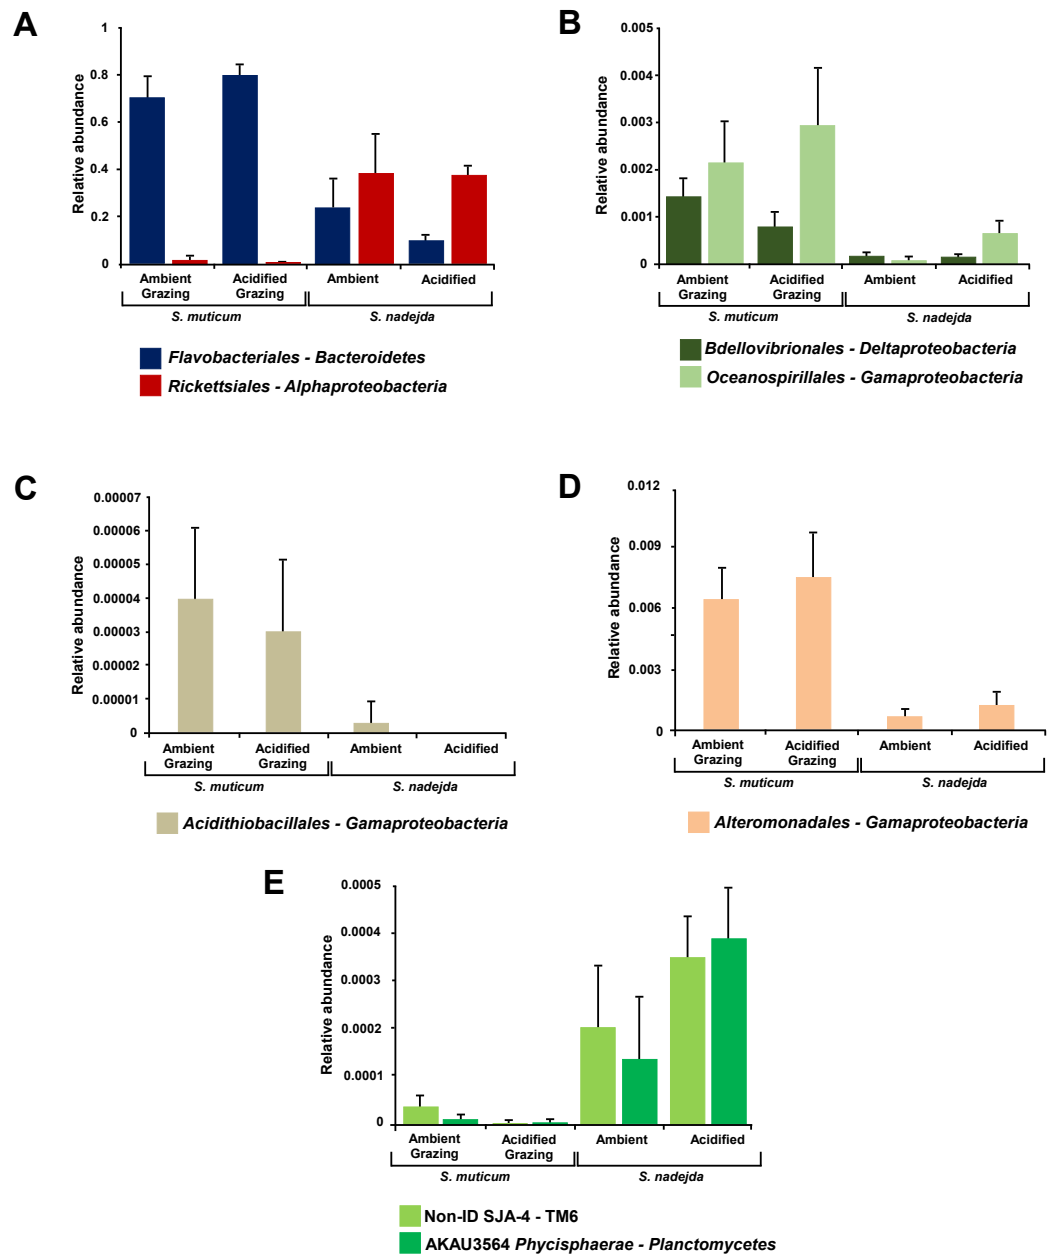 A
Relative abundance
1
0.8
0.6
0.4
0.2
0
Ambient Grazing
Acidified Grazing
Ambient
Acidified
S. muticum
S. nadejda
Flavobacteriales - Bacteroidetes
Rickettsiales - Alphaproteobacteria
B
Relative abundance
0.005
0.004
0.003
0.002
0.001
0
Ambient Grazing
Acidified Grazing
Ambient
Acidified
S. muticum
S. nadejda
Bdellovibrionales - Deltaproteobacteria
Oceanospirillales - Gamaproteobacteria
C
Relative abundance
0.00007
0.00006
0.00005
0.00004
0.00003
0.00002
0.00001
0
Ambient Grazing
Acidified Grazing
Ambient
Acidified
S. muticum
S. nadejda
Acidithiobacillales - Gamaproteobacteria
D
Relative abundance
0.012
0.009
0.006
0.003
0
Ambient Grazing
Acidified Grazing
Ambient
Acidified
S. muticum
S. nadejda
Alteromonadales - Gamaproteobacteria
E
Relative abundance
0.0005
0.0004
0.0003
0.0002
0.0001
0
Ambient Grazing
Acidified Grazing
Ambient
Acidified
S. muticum
S. nadejda
Non-ID SJA-4 - TM6
AKAU3564 Phycisphaerae - Planctomycetes